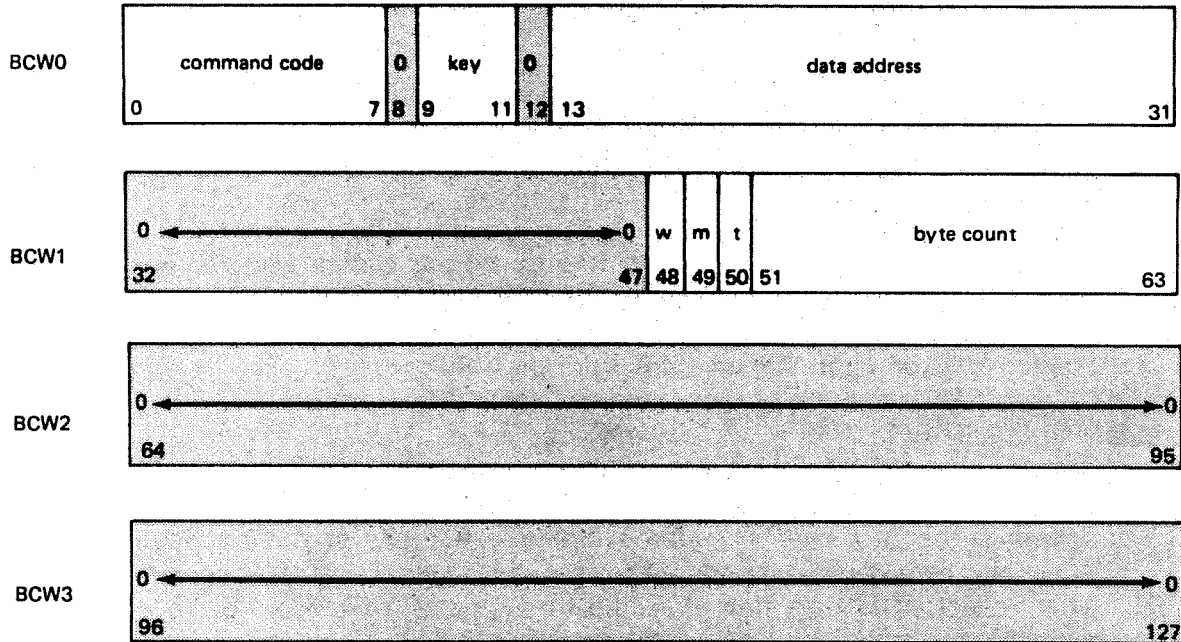 BCW0 command code 0 key 0 data address
0 7 8 9 11 12 13 31
BCW1 0 0 w m t byte count
32 47 48 49 50 51 63
BCW2 0 0
64 95
BCW3 0 0
96 127